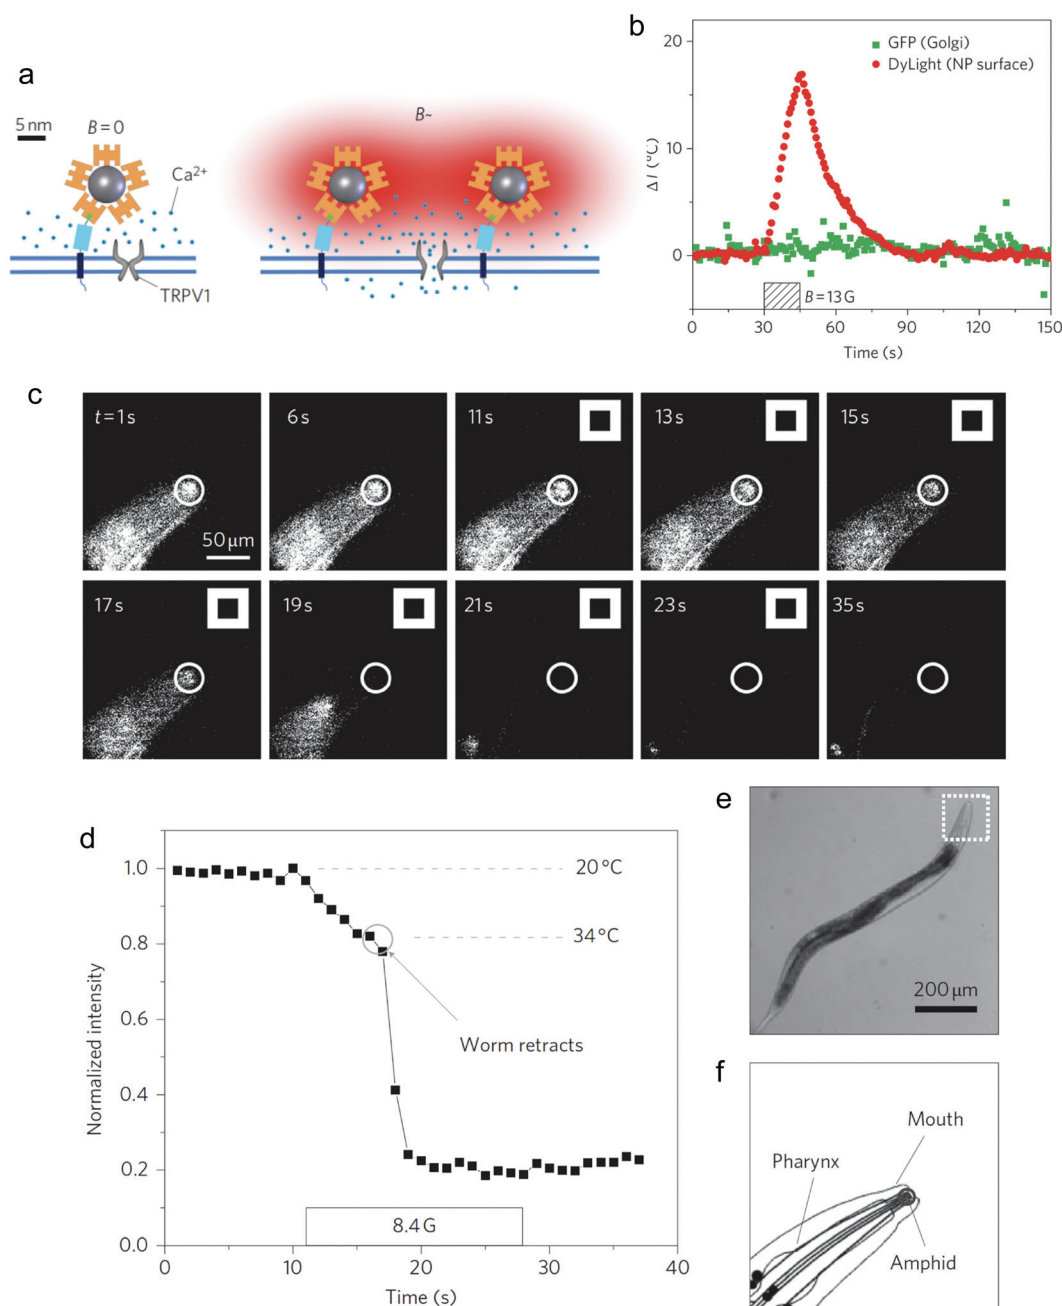 a
5 nm
B = 0
Ca²⁺
TRPV1
B~
b
GFP (Golgi)
DyLight (NP surface)
20
10
0
ΔT (°C)
B = 13 G
0 30 60 90 120 150
Time (s)
c
t = 1 s
6 s
11 s
13 s
15 s
50 μm
17 s
19 s
21 s
23 s
35 s
d
1.0
0.8
0.6
0.4
0.2
0.0
Normalized intensity
20 °C
34 °C
Worm retracts
8.4 G
0 10 20 30 40
Time (s)
e
200 μm
f
Mouth
Pharynx
Amphid